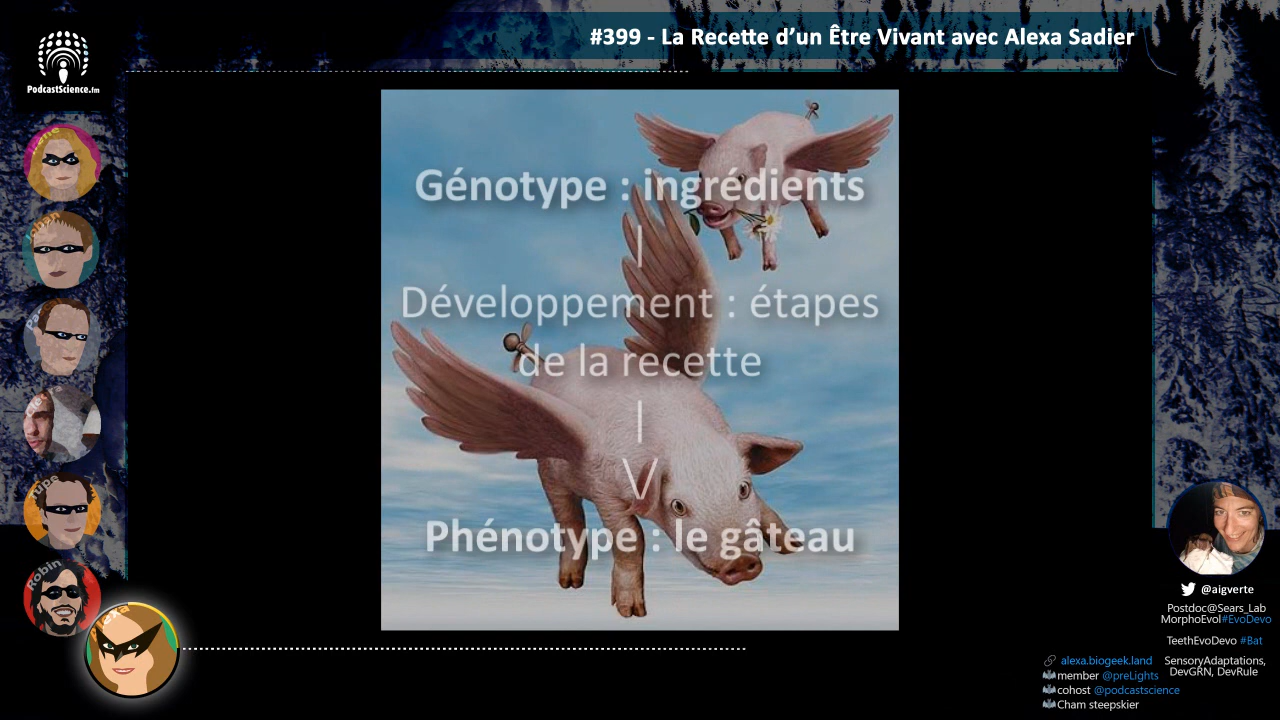 #399 - La Recette d'un Être Vivant avec Alexa Sadier
PodcastScience.fm
Génotype : ingrédients
|
Développement : étapes
de la recette
|
V
Phénotype : le gâteau
Robin
Alexa
@aigverte
Postdoc@Sears_Lab
MorphoEvol#EvoDevo
TeethEvoDevo #Bat
SensoryAdaptations,
DevGRN, DevRule
alexa.biogeek.land
member @preLights
cohost @podcastscience
Cham steepskier